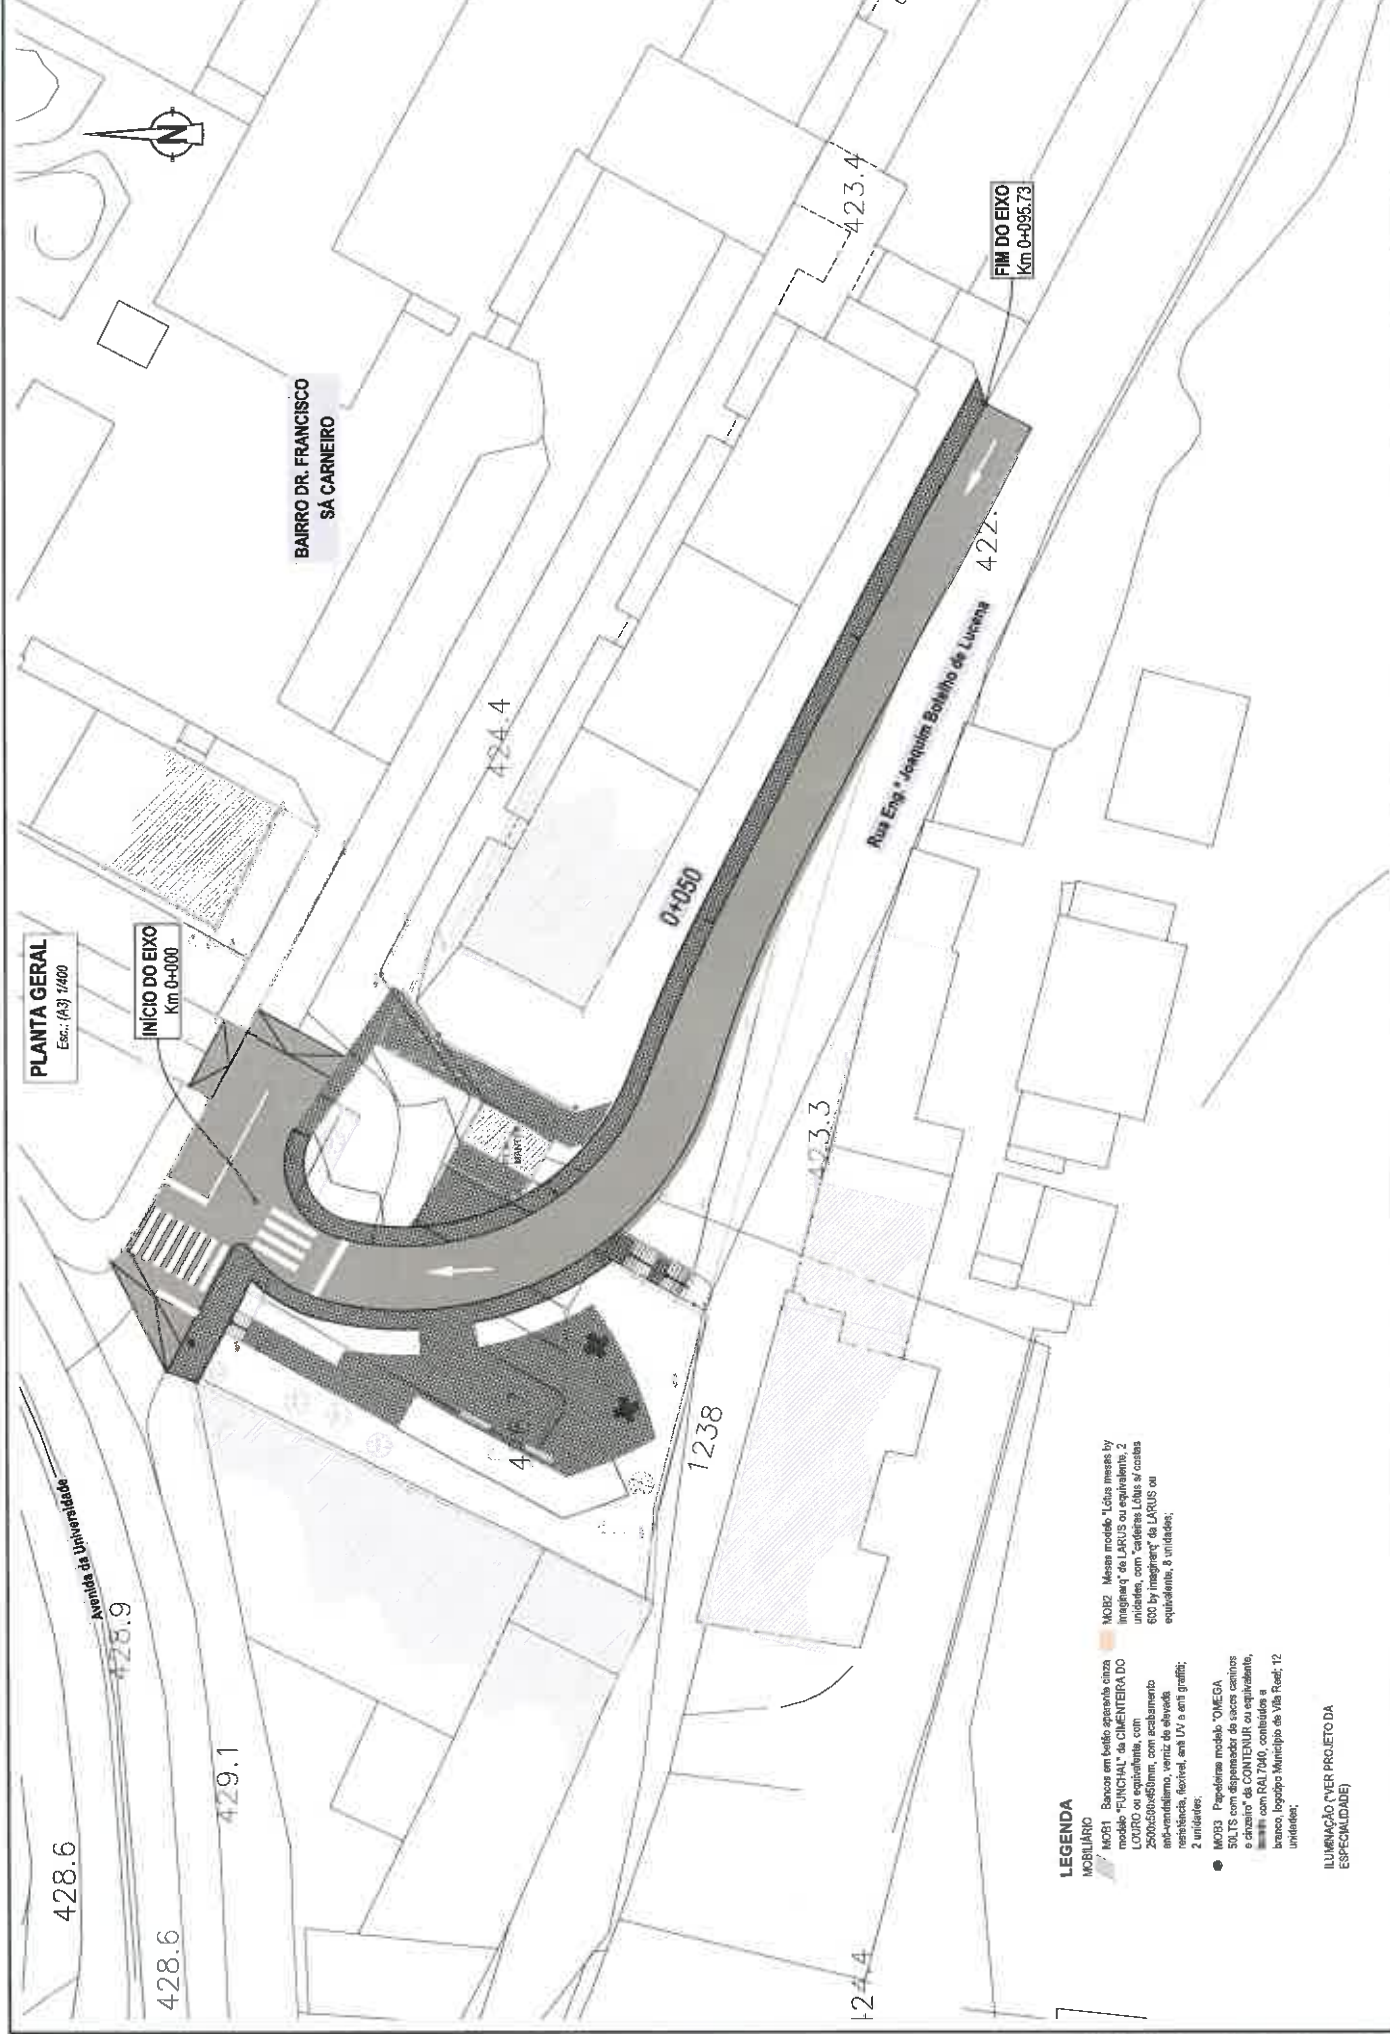 PLANTA GERAL
Esc.: (A3) 1/400
INÍCIO DO EIXO
Km 0+000
BAIRRO DR. FRANCISCO
SÁ CARNEIRO
N
FIM DO EIXO
Km 0+095.73
423.4
422.
424.4
0+050
Rua Eng.º Joaquim Botelho de Lucena
423.3
1238
Avenida da Universidade
428.9
428.6
429.1
428.6
424.4
LEGENDA
MOBILIÁRIO
MOB1 Bancos em betão aparente cinza
modelo "FUNCHAL" da CIMENTEIRA DO
LOURO ou equivalente, com
2500x500x450mm, com acabamento
anti-vandalismo, verniz de elevada
resistência, flexível, anti UV e anti graffiti;
2 unidades;
MOB2 Mesas modelo "Lótus mesas by
imaginarq" da LARUS ou equivalente, 2
unidades, com "cadeiras Lótus s/ costas
600 by imaginarq" da LARUS ou
equivalente, 8 unidades;
MOB3 Papeleiras modelo "OMEGA
50LTS com dispensador de sacos caninos
e cinzeiro" da CONTENUR ou equivalente,
com RAL7040, conteúdos a
branco, logotipo Município de Vila Real; 12
unidades;
ILUMINAÇÃO (*VER PROJETO DA
ESPECIALIDADE)